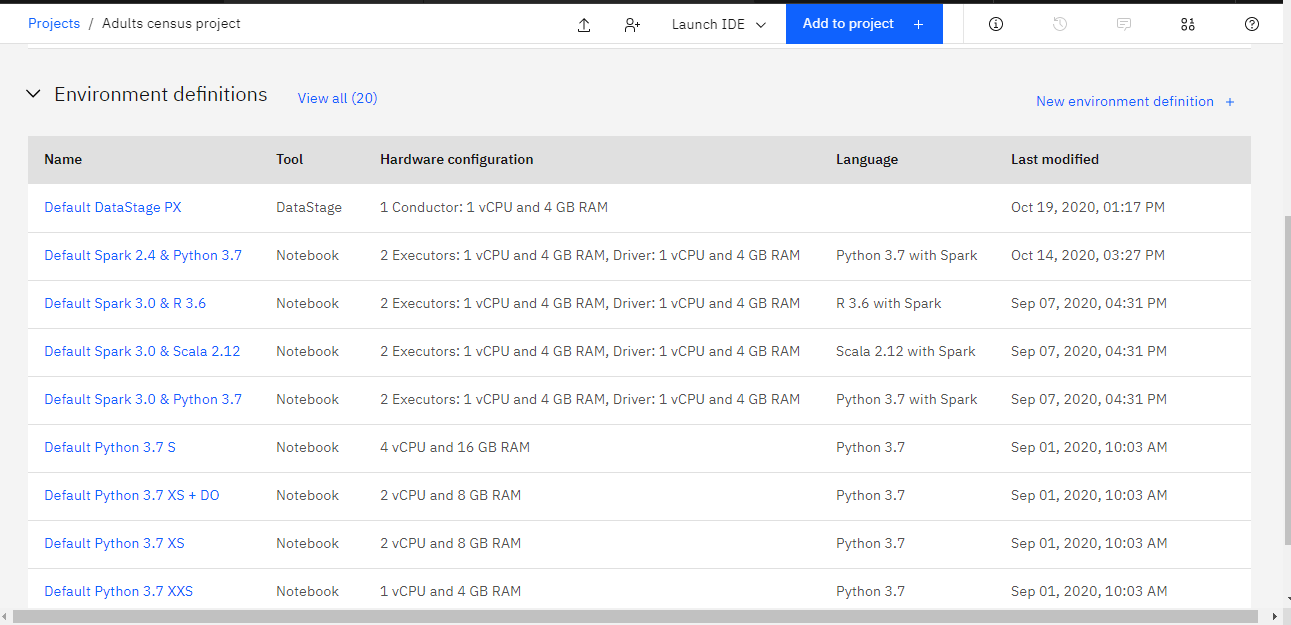 Projects / Adults census project Launch IDE Add to project +
Environment definitions View all (20) New environment definition +
Name Tool Hardware configuration Language Last modified
Default DataStage PX DataStage 1 Conductor: 1 vCPU and 4 GB RAM Oct 19, 2020, 01:17 PM
Default Spark 2.4 & Python 3.7 Notebook 2 Executors: 1 vCPU and 4 GB RAM, Driver: 1 vCPU and 4 GB RAM Python 3.7 with Spark Oct 14, 2020, 03:27 PM
Default Spark 3.0 & R 3.6 Notebook 2 Executors: 1 vCPU and 4 GB RAM, Driver: 1 vCPU and 4 GB RAM R 3.6 with Spark Sep 07, 2020, 04:31 PM
Default Spark 3.0 & Scala 2.12 Notebook 2 Executors: 1 vCPU and 4 GB RAM, Driver: 1 vCPU and 4 GB RAM Scala 2.12 with Spark Sep 07, 2020, 04:31 PM
Default Spark 3.0 & Python 3.7 Notebook 2 Executors: 1 vCPU and 4 GB RAM, Driver: 1 vCPU and 4 GB RAM Python 3.7 with Spark Sep 07, 2020, 04:31 PM
Default Python 3.7 S Notebook 4 vCPU and 16 GB RAM Python 3.7 Sep 01, 2020, 10:03 AM
Default Python 3.7 XS + DO Notebook 2 vCPU and 8 GB RAM Python 3.7 Sep 01, 2020, 10:03 AM
Default Python 3.7 XS Notebook 2 vCPU and 8 GB RAM Python 3.7 Sep 01, 2020, 10:03 AM
Default Python 3.7 XXS Notebook 1 vCPU and 4 GB RAM Python 3.7 Sep 01, 2020, 10:03 AM